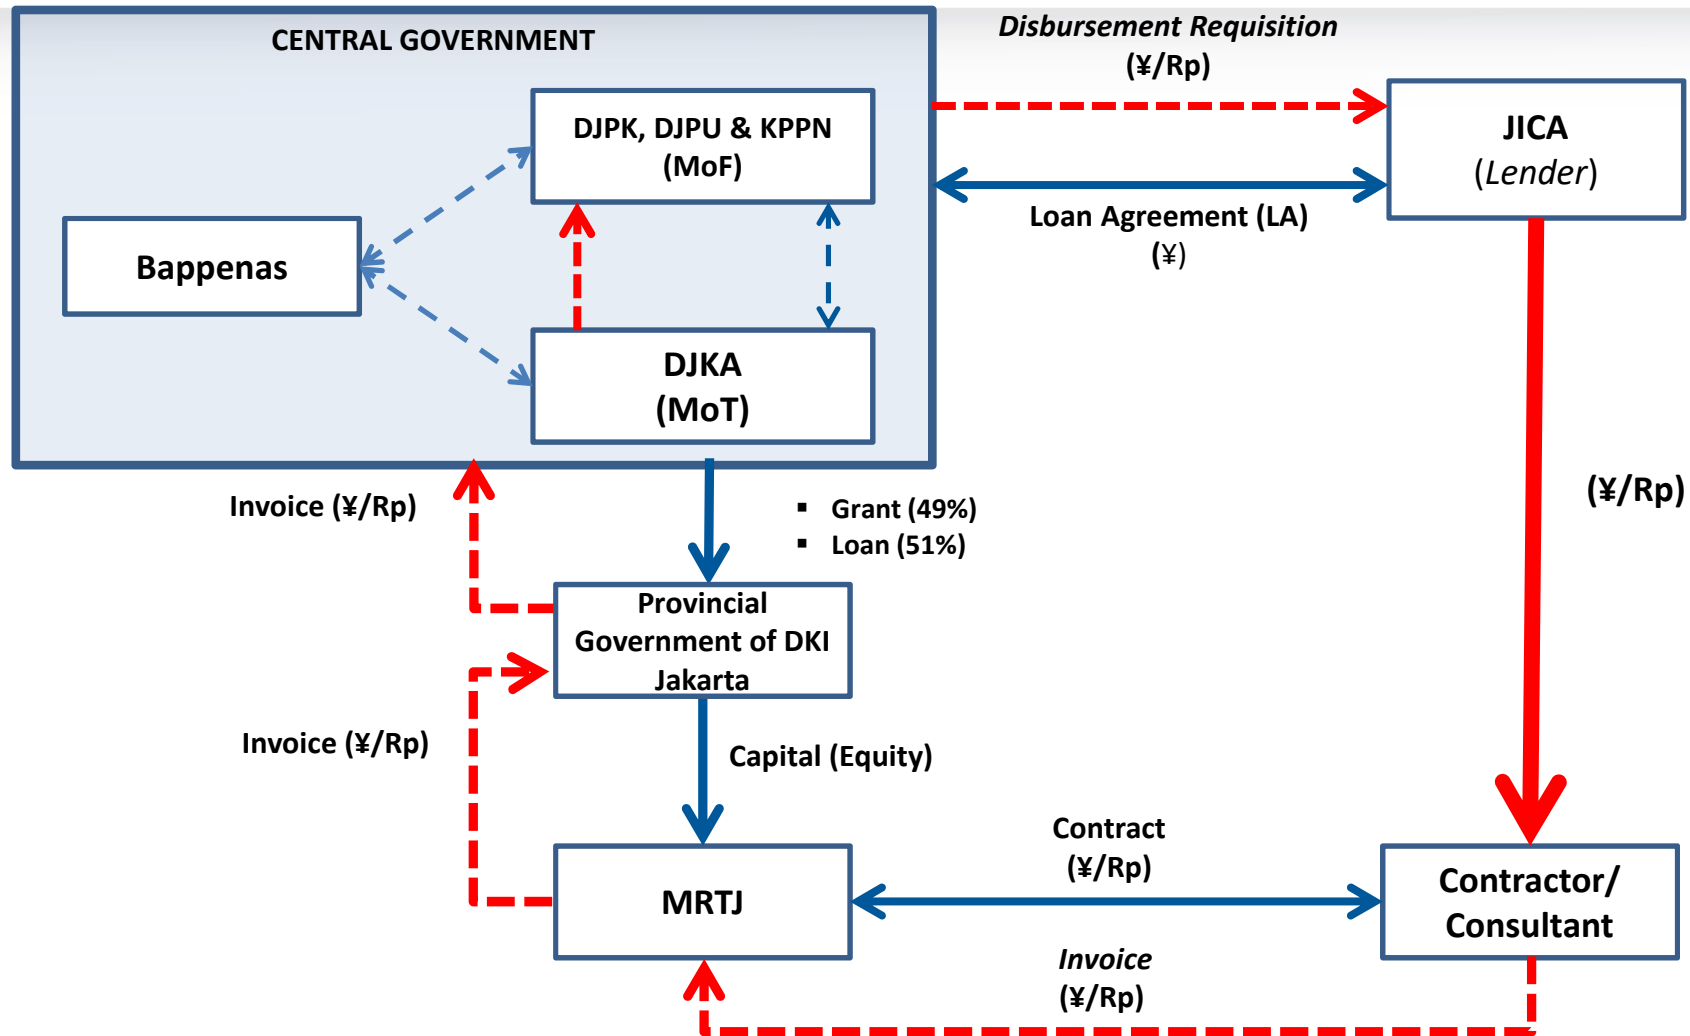 CENTRAL GOVERNMENT
Disbursement Requisition
(¥/Rp)
DJPK, DJPU & KPPN
(MoF)
JICA
(Lender)
Bappenas
Loan Agreement (LA)
(¥)
DJKA
(MoT)
Invoice (¥/Rp)
▪ Grant (49%)
▪ Loan (51%)
(¥/Rp)
Provincial
Government of DKI
Jakarta
Invoice (¥/Rp)
Capital (Equity)
Contract
(¥/Rp)
MRTJ
Contractor/
Consultant
Invoice
(¥/Rp)